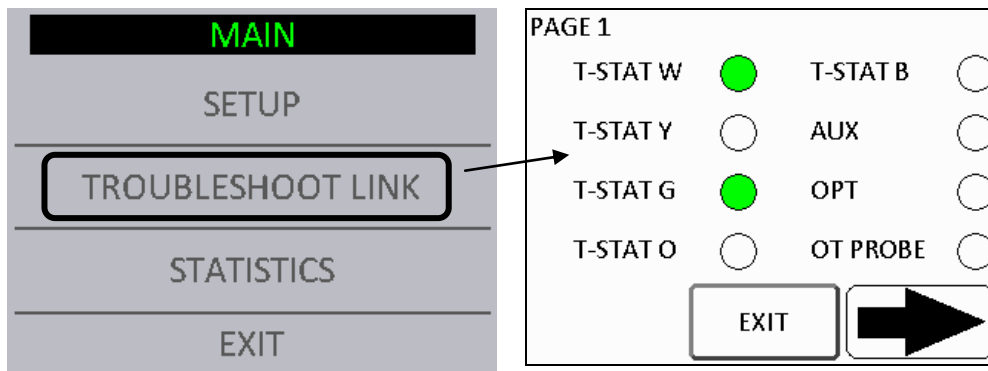 MAIN
SETUP
TROUBLESHOOT LINK
STATISTICS
EXIT
PAGE 1
T-STAT W
T-STAT B
T-STAT Y
AUX
T-STAT G
OPT
T-STAT O
OT PROBE
EXIT